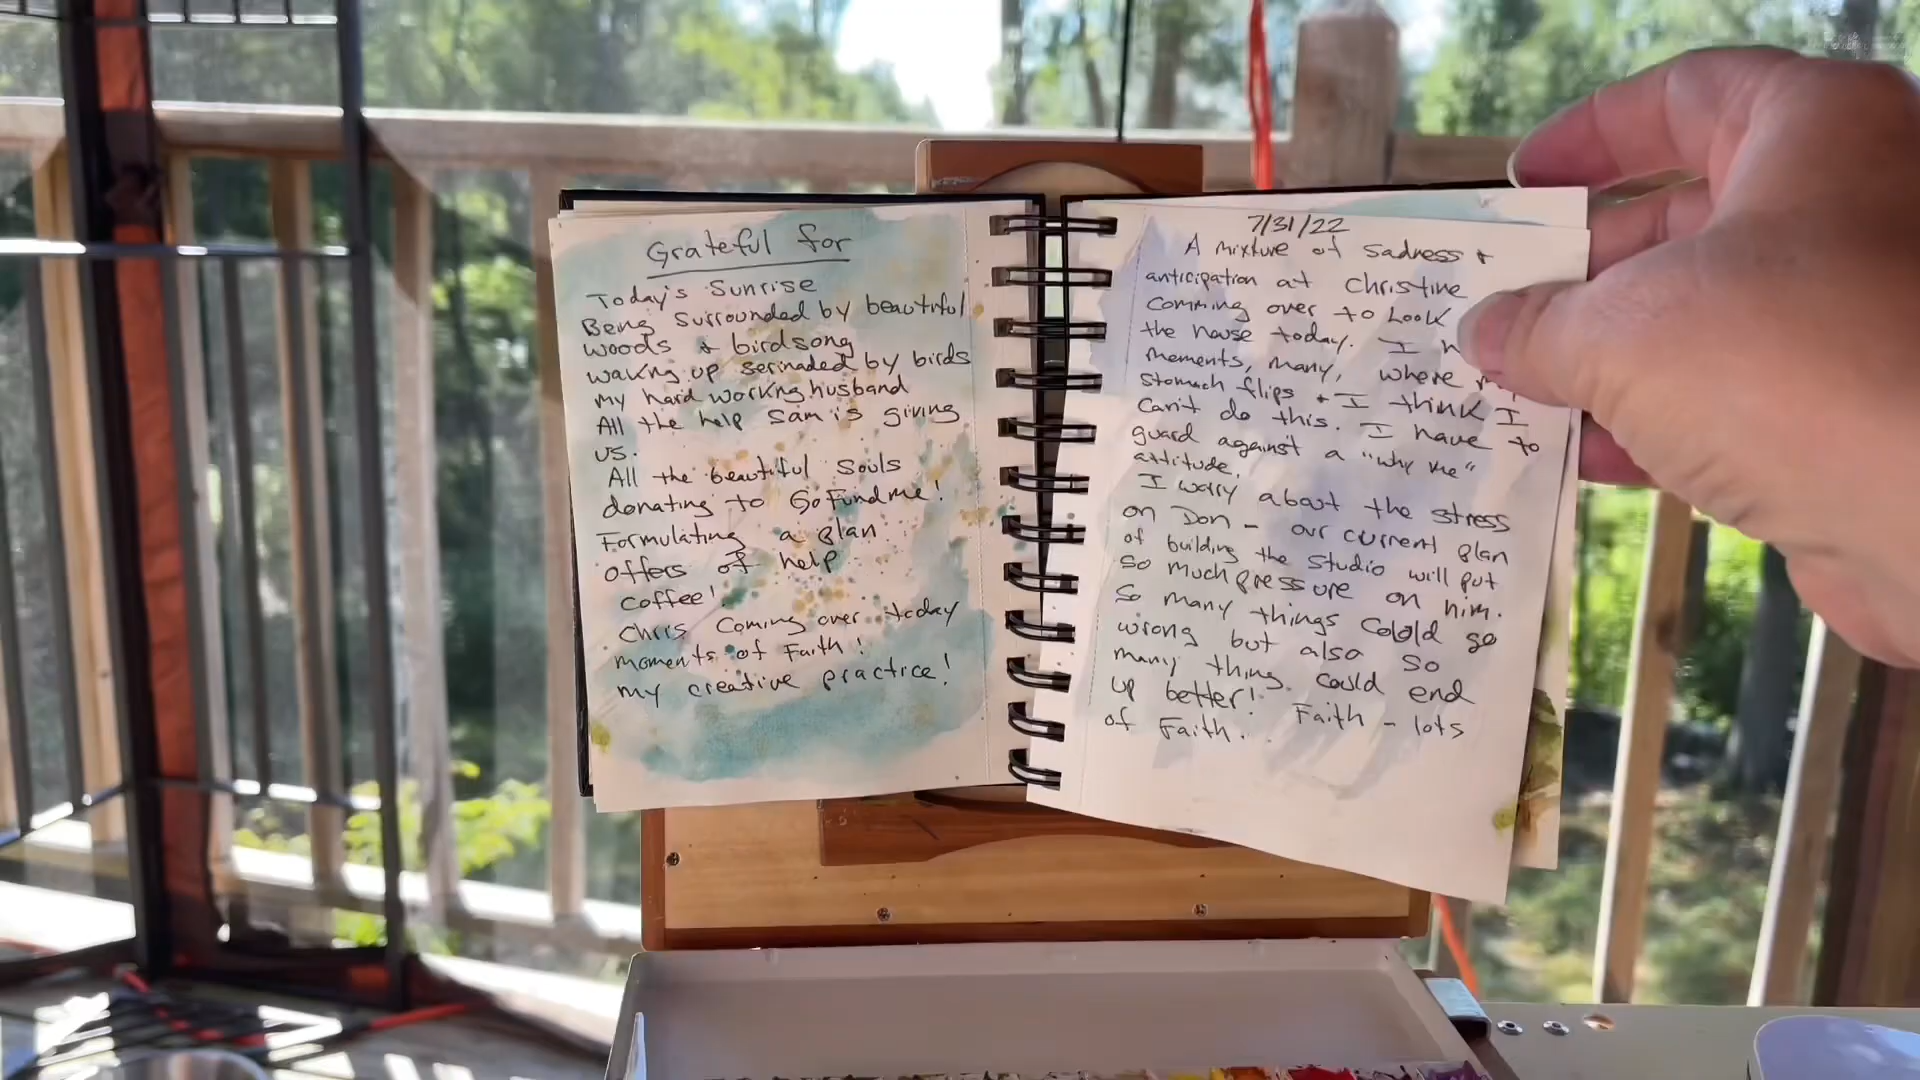 Grateful for
Today's Sunrise
Being Surrounded by beautiful
woods & birdsong
wakng up serinaded by birds
my hard workng husband
All the help Sam is giving
us.
All the beautiful souls
donating to GoFundme!
Formulating a plan
offers of help
coffee!
Chris Coming over today
moments of Faith!
my creative practice!
7/31/22
A mixture of Sadness &
anticipation at Christine
Comming over to Look
the house today. I
moments, many, where
stomach flips & I think I
can't do this. I have to
guard against a "why me"
attitude.
I worry about the stress
on Don - our current plan
of building the studio will put
so much pressure on him.
So many things could go
wrong but also so
many thing could end
up better! Faith - lots
of Faith.